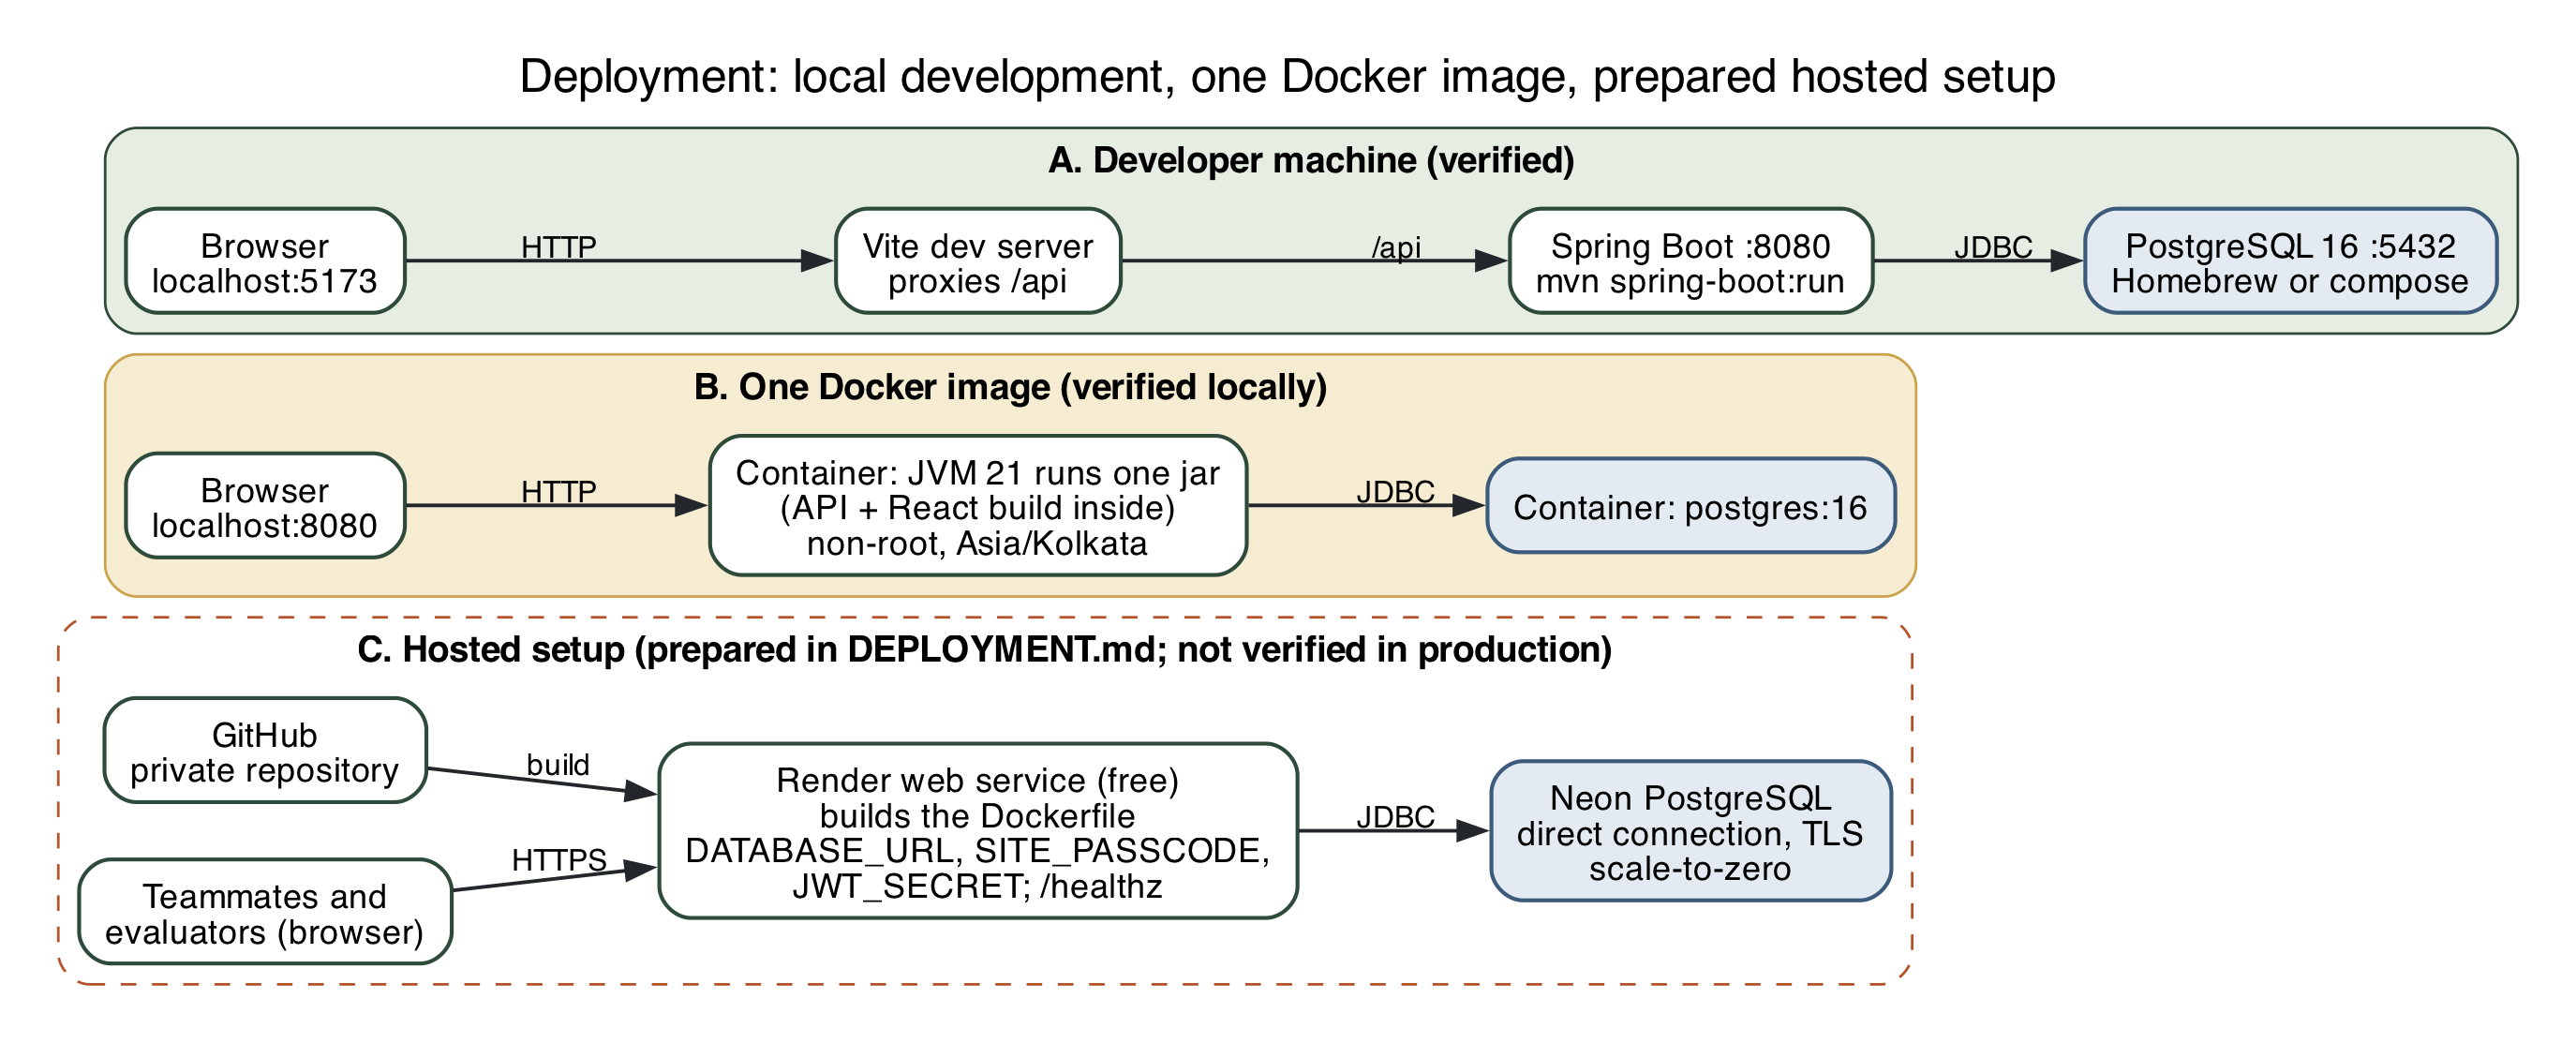 Deployment: local development, one Docker image, prepared hosted setup
A. Developer machine (verified)
Browser
localhost:5173
HTTP
Vite dev server
proxies /api
/api
Spring Boot :8080
mvn spring-boot:run
JDBC
PostgreSQL 16 :5432
Homebrew or compose
B. One Docker image (verified locally)
Browser
localhost:8080
HTTP
Container: JVM 21 runs one jar
(API + React build inside)
non-root, Asia/Kolkata
JDBC
Container: postgres:16
C. Hosted setup (prepared in DEPLOYMENT.md; not verified in production)
GitHub
private repository
build
Teammates and
evaluators (browser)
HTTPS
Render web service (free)
builds the Dockerfile
DATABASE_URL, SITE_PASSCODE,
JWT_SECRET; /healthz
JDBC
Neon PostgreSQL
direct connection, TLS
scale-to-zero